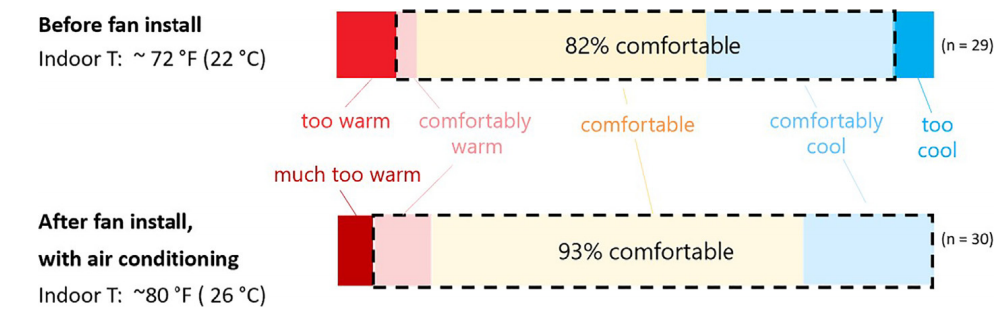 Before fan install
Indoor T: ~ 72 °F (22 °C)
82% comfortable
(n = 29)
too warm
comfortably
warm
comfortable
comfortably
cool
too
cool
much too warm
After fan install,
with air conditioning
Indoor T: ~80 °F ( 26 °C)
93% comfortable
(n = 30)